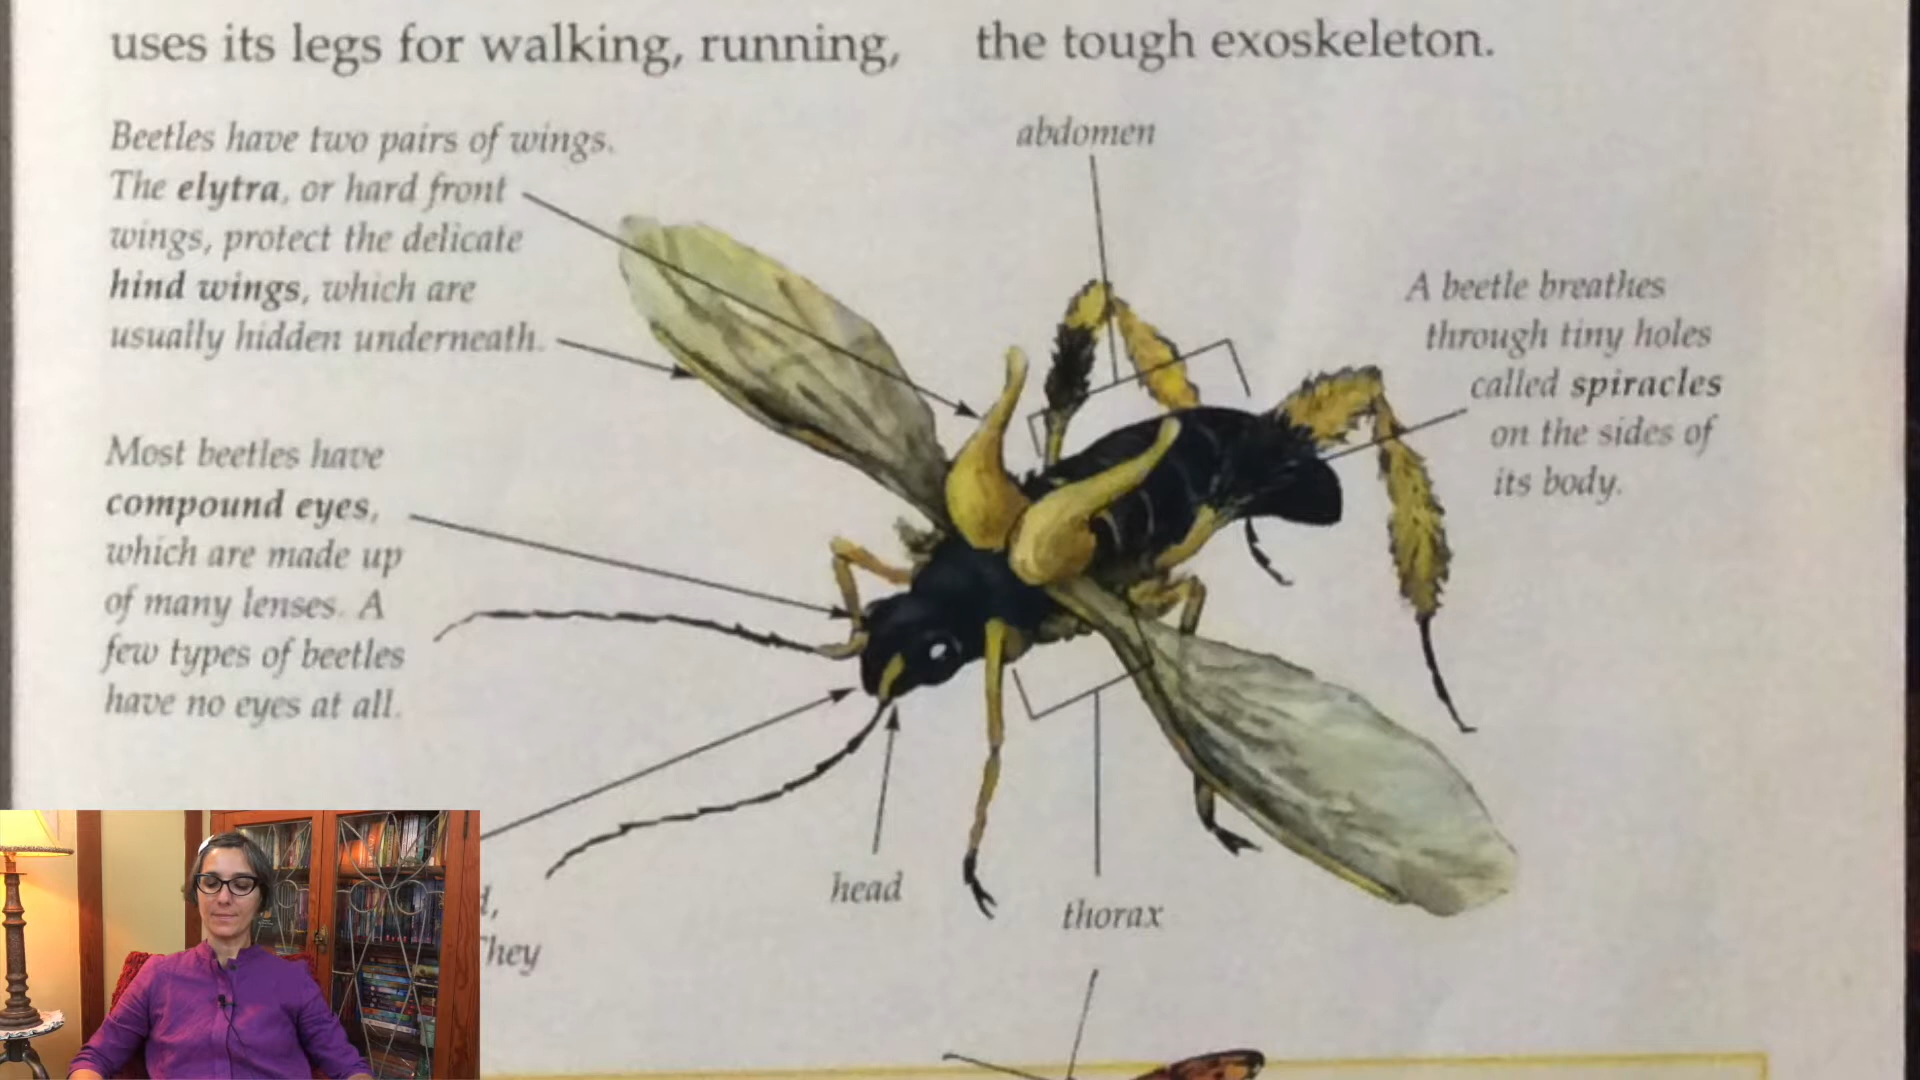 uses its legs for walking, running,
the tough exoskeleton.
Beetles have two pairs of wings.
The elytra, or hard front
wings, protect the delicate
hind wings, which are
usually hidden underneath.
abdomen
A beetle breathes
through tiny holes
called spiracles
on the sides of
its body.
Most beetles have
compound eyes,
which are made up
of many lenses. A
few types of beetles
have no eyes at all.
head
thorax
They